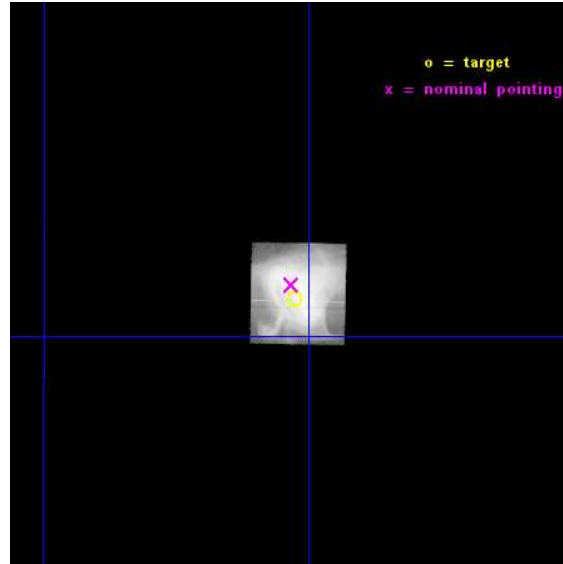 o = target
x = nominal pointing